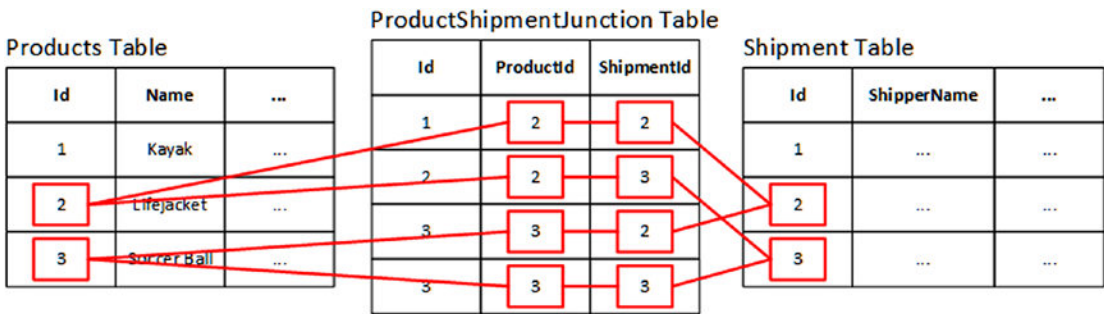 ProductShipmentJunction Table
Products Table
Shipment Table
Id ProductId ShipmentId
Id Name ...
Id ShipperName ...
1 2 2
1 Kayak ...
1 ... ...
2 2 3
2 Lifejacket ...
2 ... ...
3 3 2
3 Soccer Ball ...
3 ... ...
3 3 3